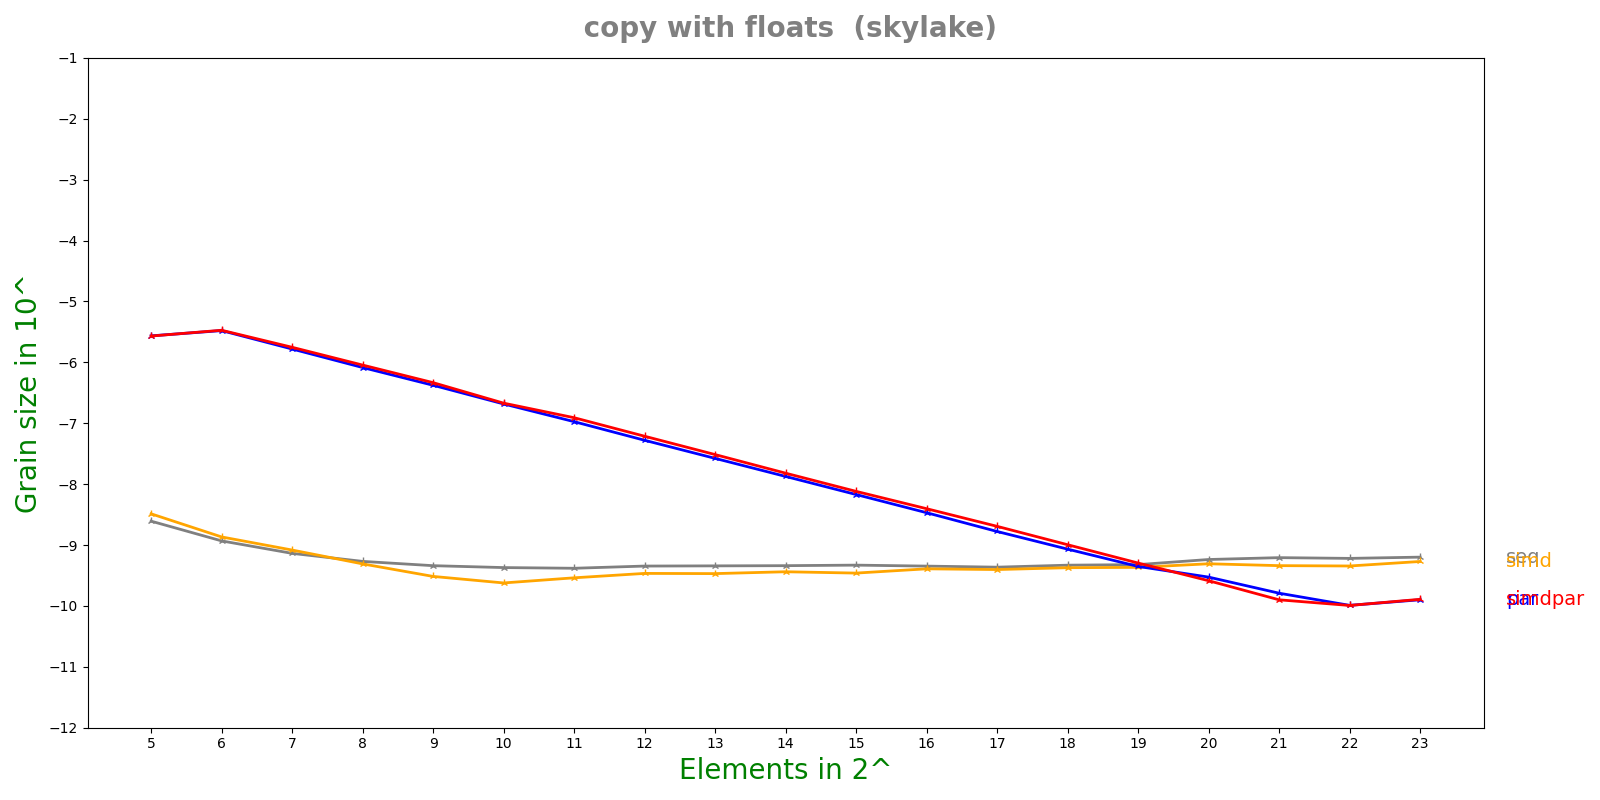 copy with floats (skylake)
Grain size in 10^
−1
−2
−3
−4
−5
−6
−7
−8
−9
−10
−11
−12
5 6 7 8 9 10 11 12 13 14 15 16 17 18 19 20 21 22 23
Elements in 2^
seq
simd
par
simdpar